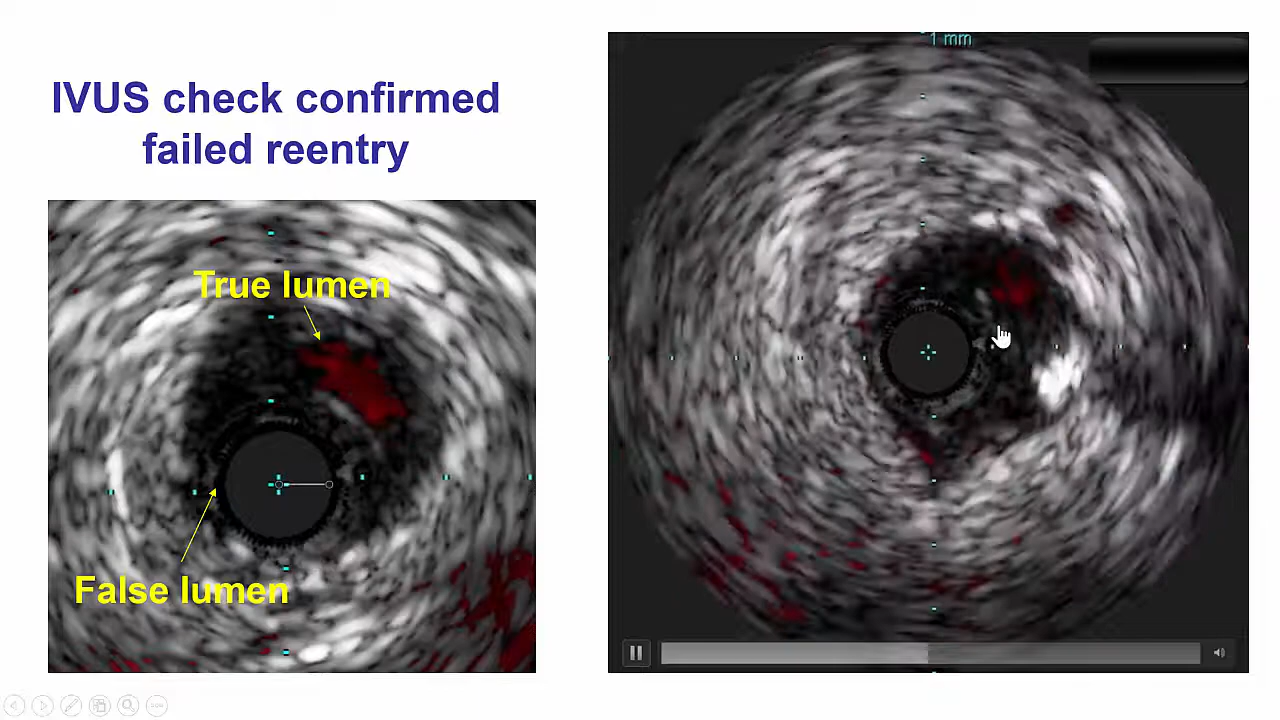 IVUS check confirmed
failed reentry
True lumen
False lumen
1 mm